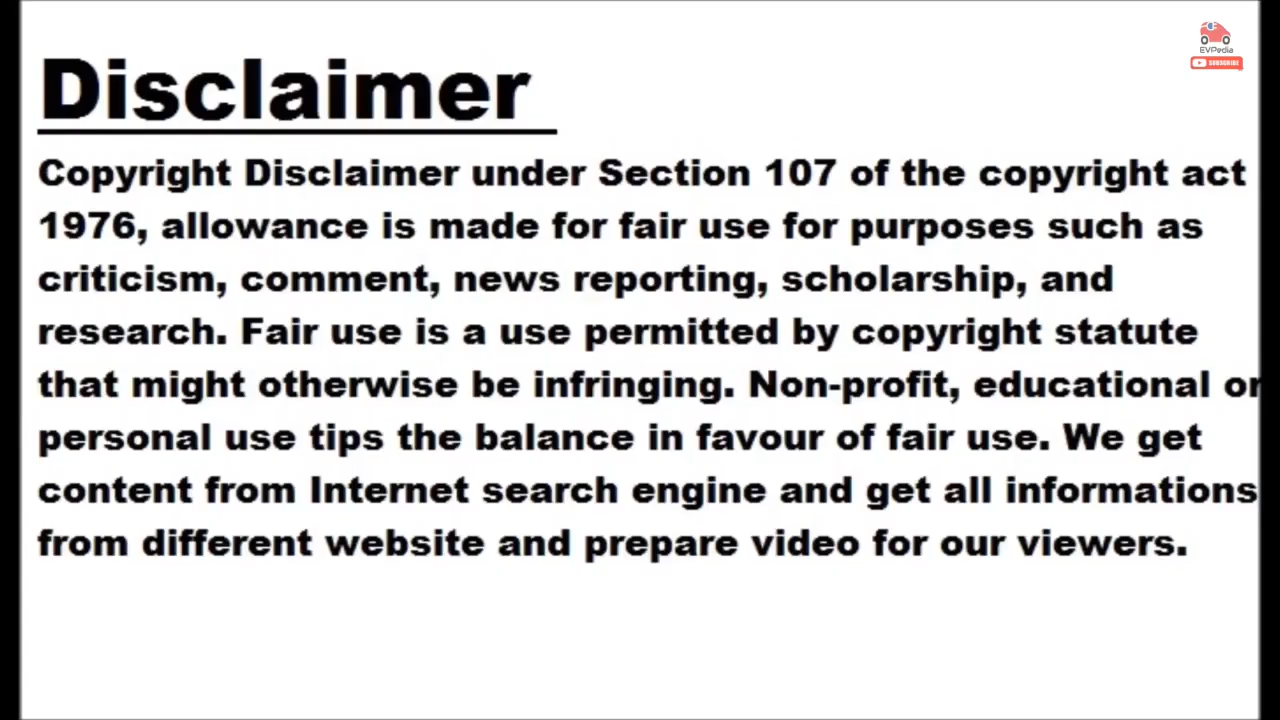 EVPedia
SUBSCRIBE
Disclaimer
Copyright Disclaimer under Section 107 of the copyright act
1976, allowance is made for fair use for purposes such as
criticism, comment, news reporting, scholarship, and
research. Fair use is a use permitted by copyright statute
that might otherwise be infringing. Non-profit, educational or
personal use tips the balance in favour of fair use. We get
content from Internet search engine and get all informations
from different website and prepare video for our viewers.